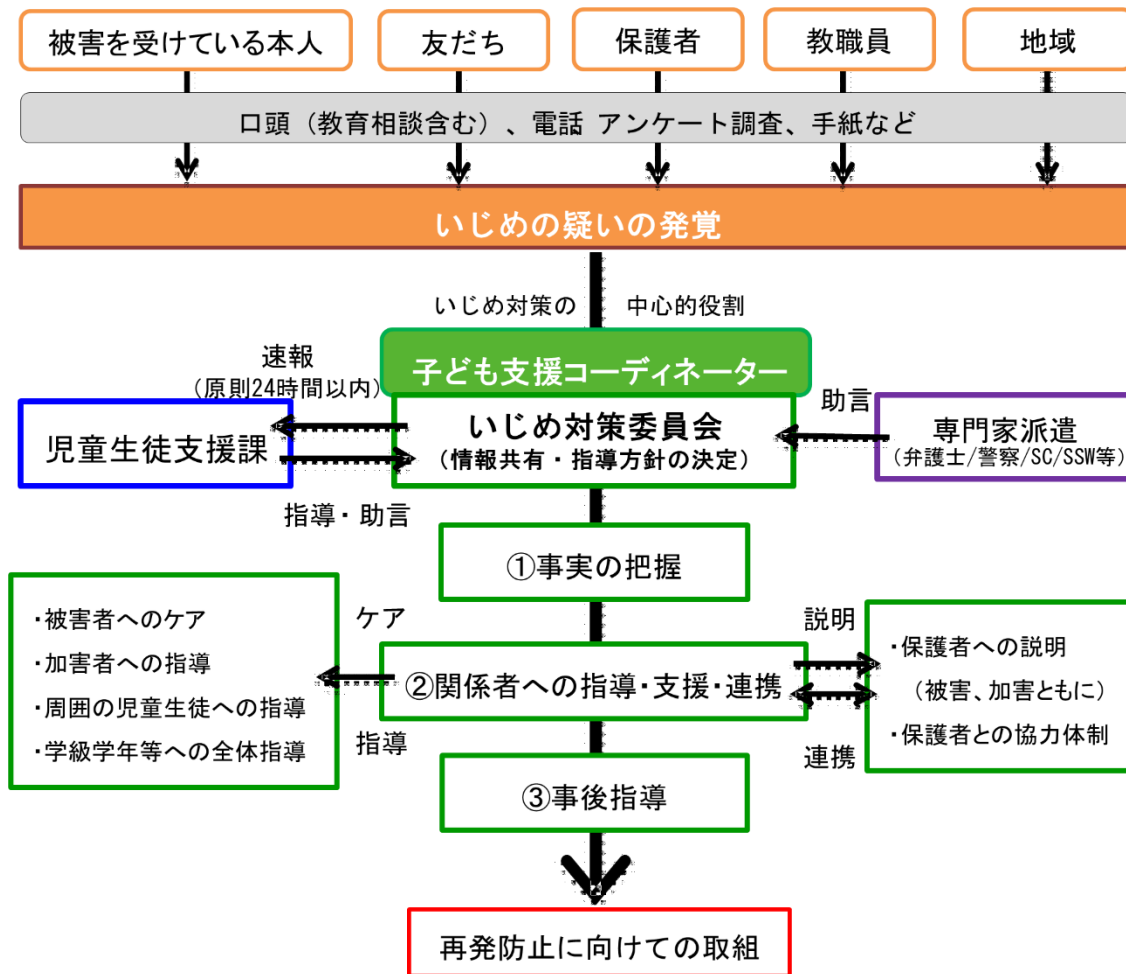 被害を受けている本人
友だち
保護者
教職員
地域
口頭（教育相談含む）、電話 アンケート調査、手紙など
いじめの疑いの発覚
いじめ対策の　中心的役割
子ども支援コーディネーター
速報
（原則24時間以内）
いじめ対策委員会
（情報共有・指導方針の決定）
児童生徒支援課
指導・助言
助言
専門家派遣
（弁護士/警察/SC/SSW等）
①事実の把握
・被害者へのケア
・加害者への指導
・周囲の児童生徒への指導
・学級学年等への全体指導
ケア
指導
②関係者への指導・支援・連携
説明
連携
・保護者への説明
（被害、加害ともに）
・保護者との協力体制
③事後指導
再発防止に向けての取組